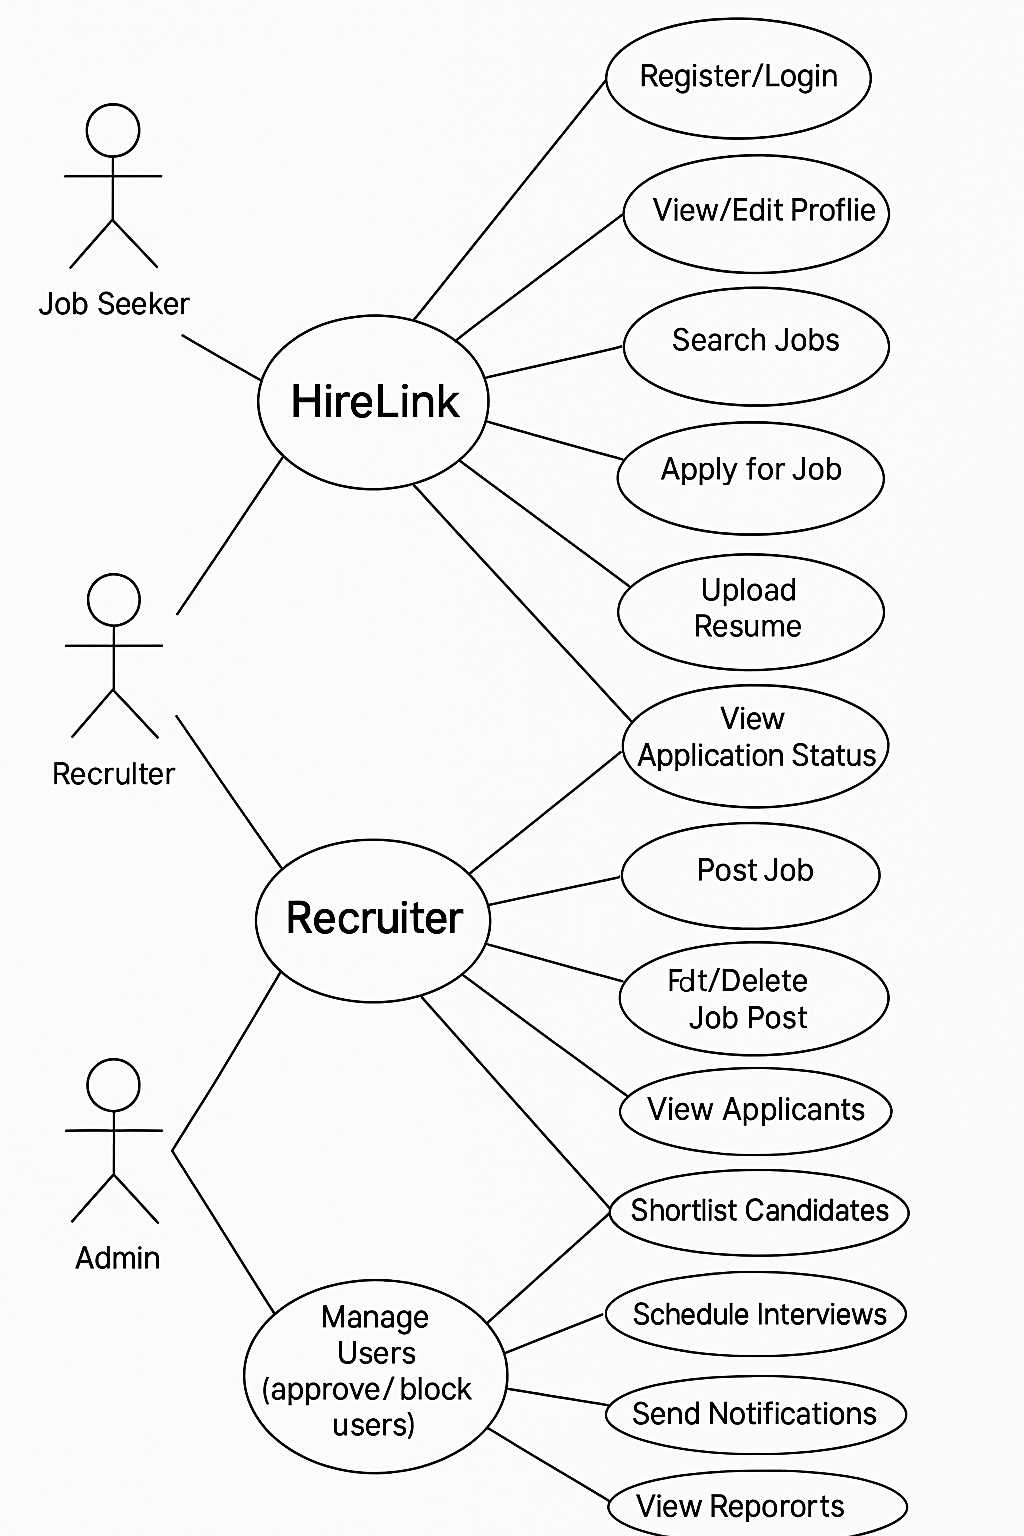 Register/Login
View/Edit Proflie
Job Seeker
Search Jobs
HireLink
Apply for Job
Upload
Resume
View
Application Status
Recrulter
Post Job
Recruiter
Fdt/Delete
Job Post
View Applicants
Shortlist Candidates
Admin
Manage
Users
(approve/ block
users)
Schedule Interviews
Send Notifications
View Repororts